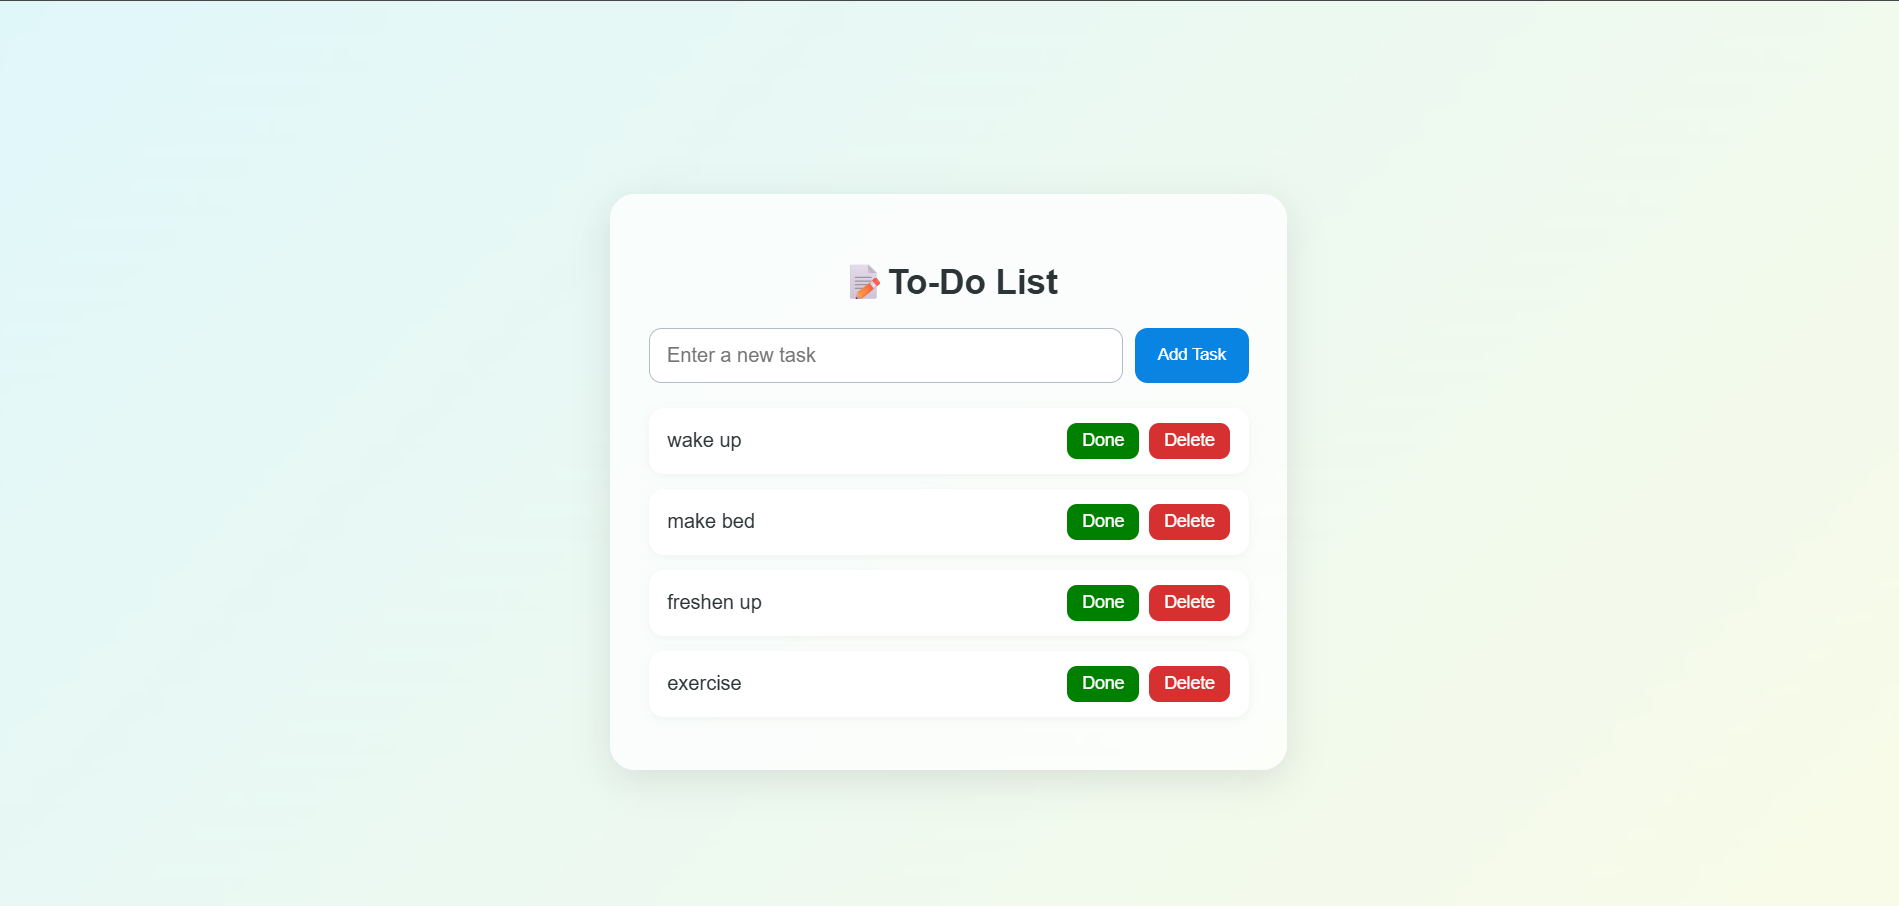 📝 To-Do List
Enter a new task Add Task
wake up Done Delete
make bed Done Delete
freshen up Done Delete
exercise Done Delete